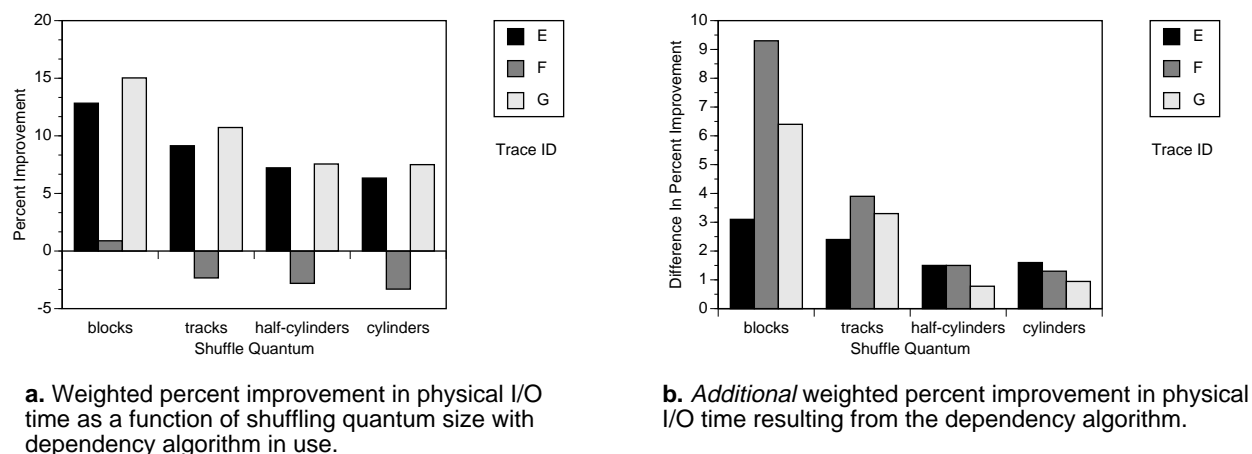 20
15
10
5
0
-5
Percent Improvement
blocks tracks half-cylinders cylinders
Shuffle Quantum
E
F
G
Trace ID
10
9
8
7
6
5
4
3
2
1
0
Difference In Percent Improvement
blocks tracks half-cylinders cylinders
Shuffle Quantum
E
F
G
Trace ID
a. Weighted percent improvement in physical I/O
time as a function of shuffling quantum size with
dependency algorithm in use.
b. Additional weighted percent improvement in physical
I/O time resulting from the dependency algorithm.